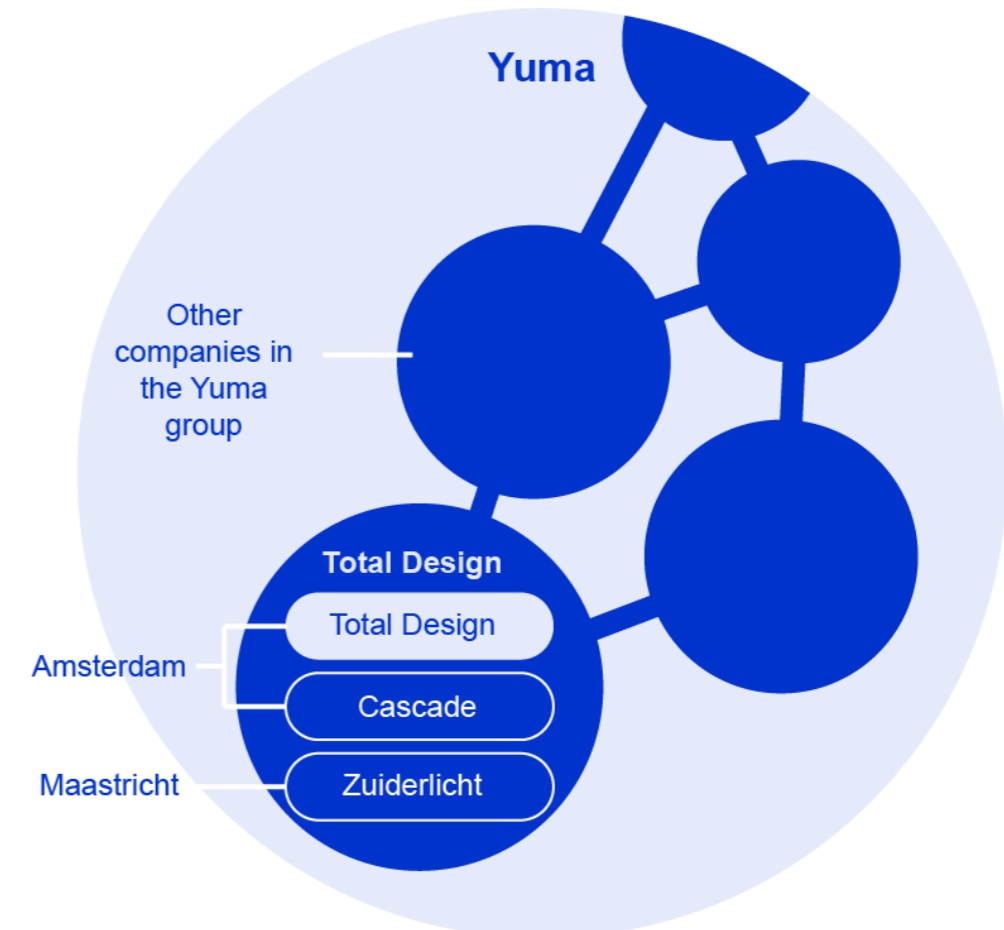 Yuma
Other
companies in
the Yuma
group
Total Design
Total Design
Amsterdam
Cascade
Maastricht
Zuiderlicht